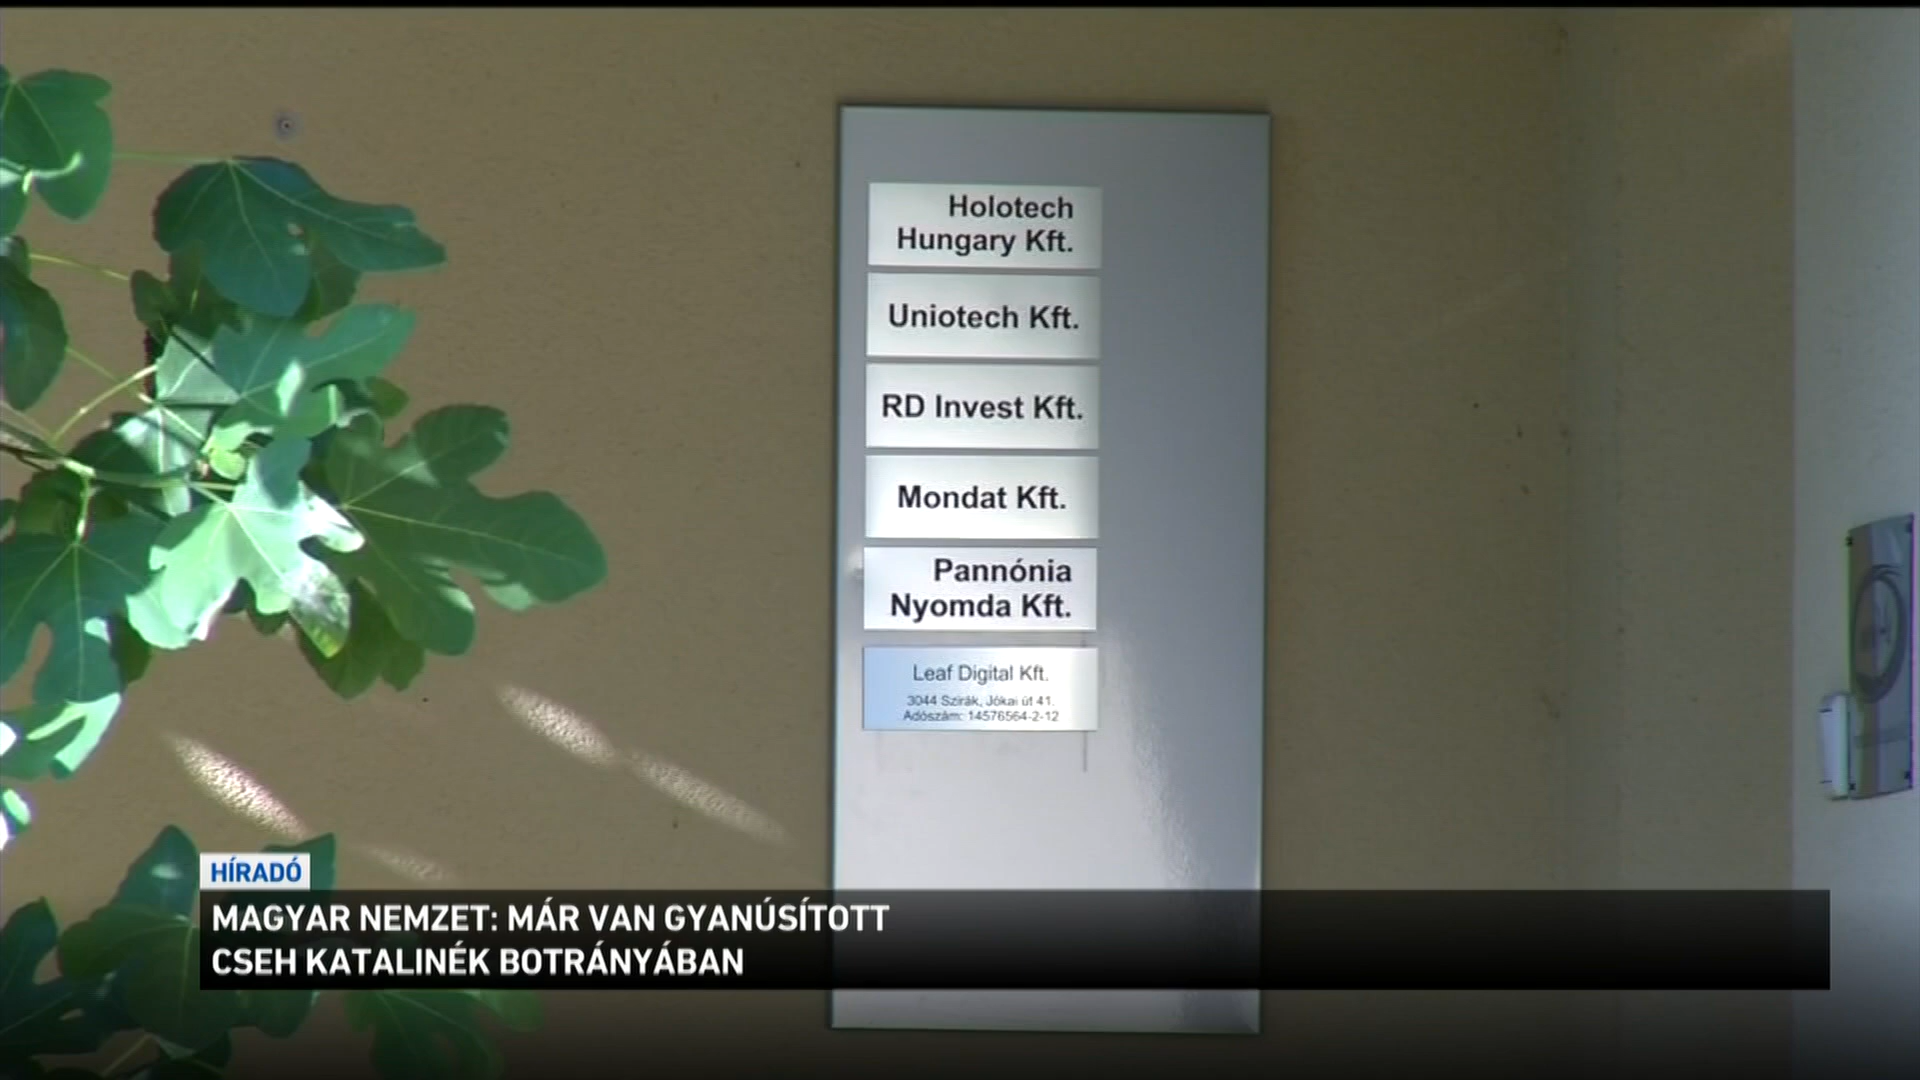 Holotech
Hungary Kft.
Uniotech Kft.
RD Invest Kft.
Mondat Kft.
Pannónia
Nyomda Kft.
Leaf Digital Kft.
3044 Szirák, Jókai út 41.
Adószám: 14576564-2-12
HÍRADÓ
MAGYAR NEMZET: MÁR VAN GYANÚSÍTOTT
CSEH KATALINÉK BOTRÁNYÁBAN